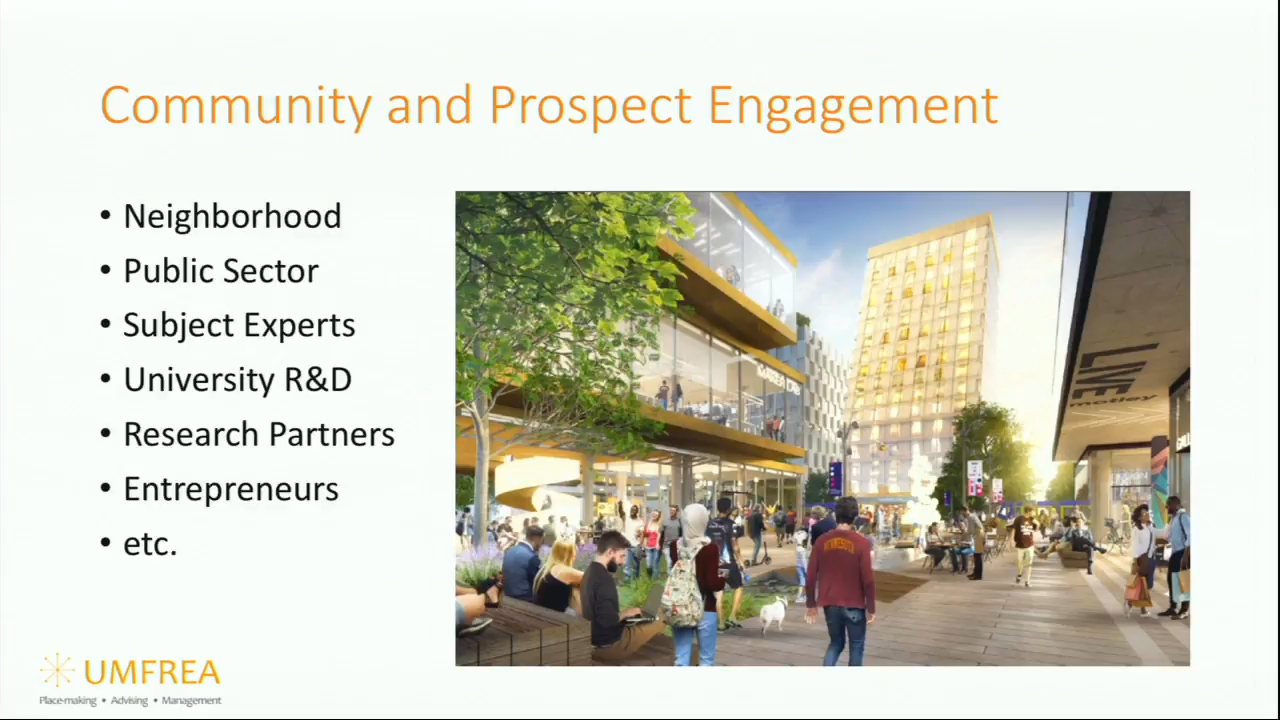 Community and Prospect Engagement
• Neighborhood
• Public Sector
• Subject Experts
• University R&D
• Research Partners
• Entrepreneurs
• etc.
LIVE
motley
MINNESOTA
UMFREA
Place-making • Advising • Management